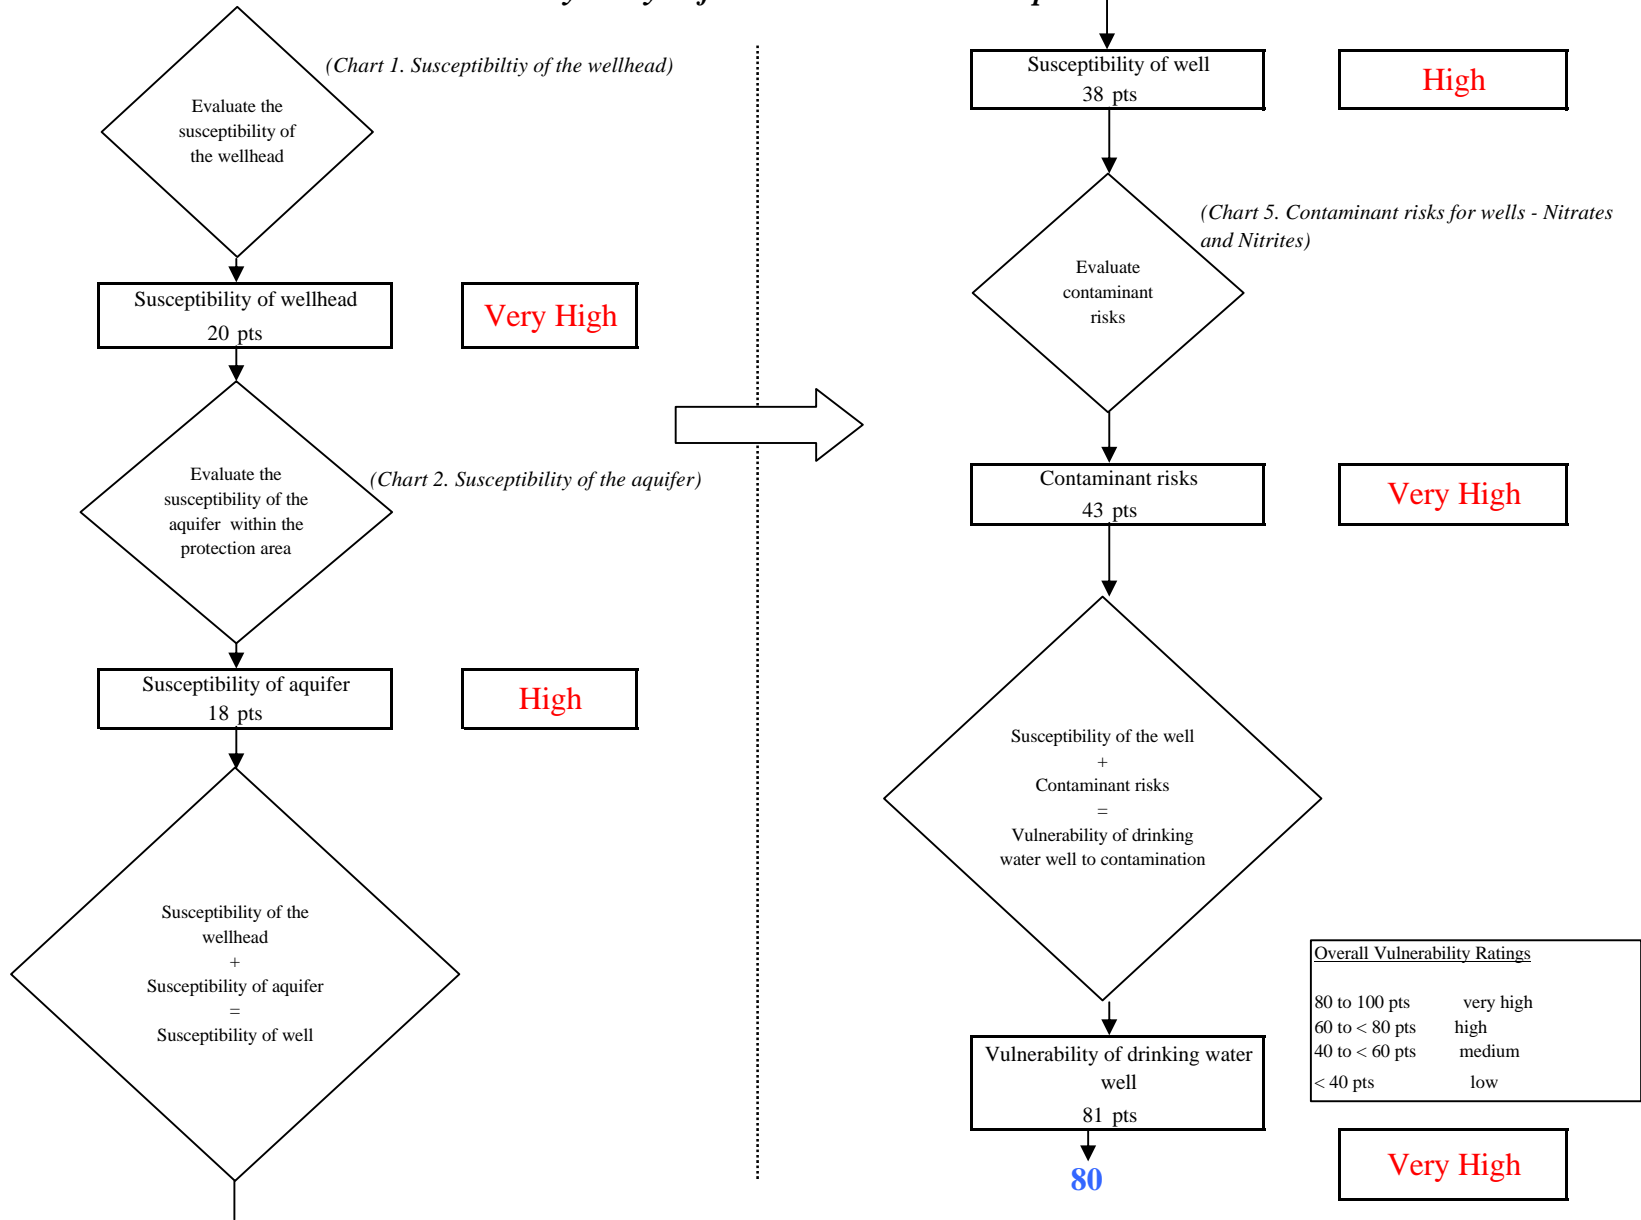 (Chart 1. Susceptibiltiy of the wellhead)
Evaluate the
susceptibility of
the wellhead
Susceptibility of wellhead
20 pts
Very High
(Chart 2. Susceptibility of the aquifer)
Evaluate the
susceptibility of the
aquifer within the
protection area
Susceptibility of aquifer
18 pts
High
Susceptibility of the
wellhead
+
Susceptibility of aquifer
=
Susceptibility of well
Susceptibility of well
38 pts
High
(Chart 5. Contaminant risks for wells - Nitrates
and Nitrites)
Evaluate
contaminant
risks
Contaminant risks
43 pts
Very High
Susceptibility of the well
+
Contaminant risks
=
Vulnerability of drinking
water well to contamination
Overall Vulnerability Ratings
80 to 100 pts very high
60 to < 80 pts high
40 to < 60 pts medium
< 40 pts low
Vulnerability of drinking water
well
81 pts
80
Very High